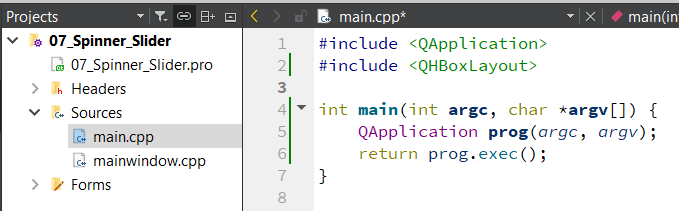 Projects
main.cpp*
main(in
07_Spinner_Slider
07_Spinner_Slider.pro
Headers
Sources
main.cpp
mainwindow.cpp
Forms
1 #include <QApplication>
2 #include <QHBoxLayout>
3
4 int main(int argc, char *argv[]) {
5 QApplication prog(argc, argv);
6 return prog.exec();
7 }
8